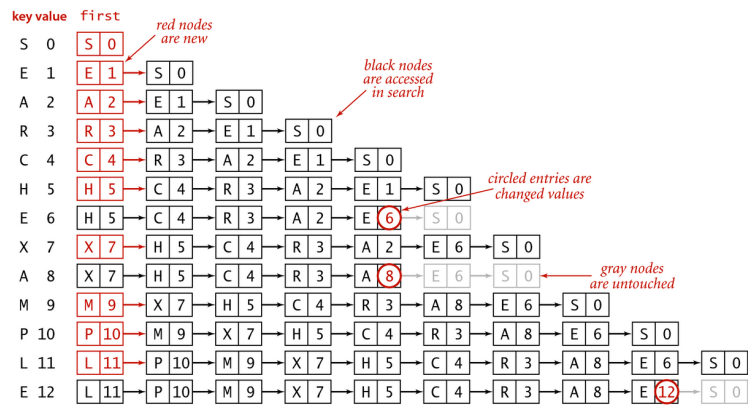 key value first
red nodes
are new
S 0 S 0
E 1 E 1 S 0
black nodes
are accessed
in search
A 2 A 2 E 1 S 0
R 3 R 3 A 2 E 1 S 0
C 4 C 4 R 3 A 2 E 1 S 0
H 5 H 5 C 4 R 3 A 2 E 1 S 0
circled entries are
changed values
E 6 H 5 C 4 R 3 A 2 E 6 S 0
X 7 X 7 H 5 C 4 R 3 A 2 E 6 S 0
A 8 X 7 H 5 C 4 R 3 A 8 E 6 S 0
gray nodes
are untouched
M 9 M 9 X 7 H 5 C 4 R 3 A 8 E 6 S 0
P 10 P 10 M 9 X 7 H 5 C 4 R 3 A 8 E 6 S 0
L 11 L 11 P 10 M 9 X 7 H 5 C 4 R 3 A 8 E 6 S 0
E 12 L 11 P 10 M 9 X 7 H 5 C 4 R 3 A 8 E 12 S 0